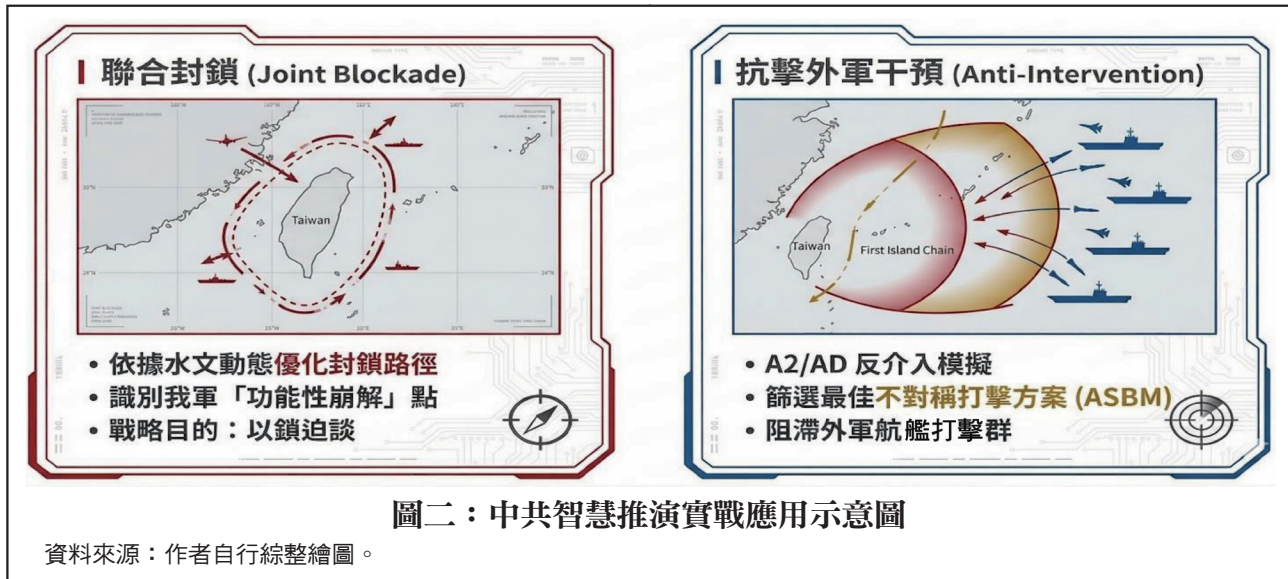 聯合封鎖 (Joint Blockade)
Taiwan
• 依據水文動態優化封鎖路徑
• 識別我軍「功能性崩解」點
• 戰略目的：以鎖迫談
抗擊外軍干預 (Anti-Intervention)
Taiwan
First Island Chain
• A2/AD 反介入模擬
• 篩選最佳不對稱打擊方案 (ASBM)
• 阻滯外軍航艦打擊群
圖二：中共智慧推演實戰應用示意圖
資料來源：作者自行綜整繪圖。